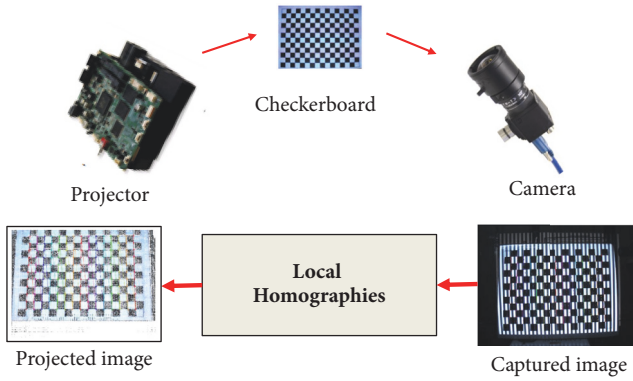 Checkerboard
Projector
Camera
Local
Homographies
Projected image
Captured image